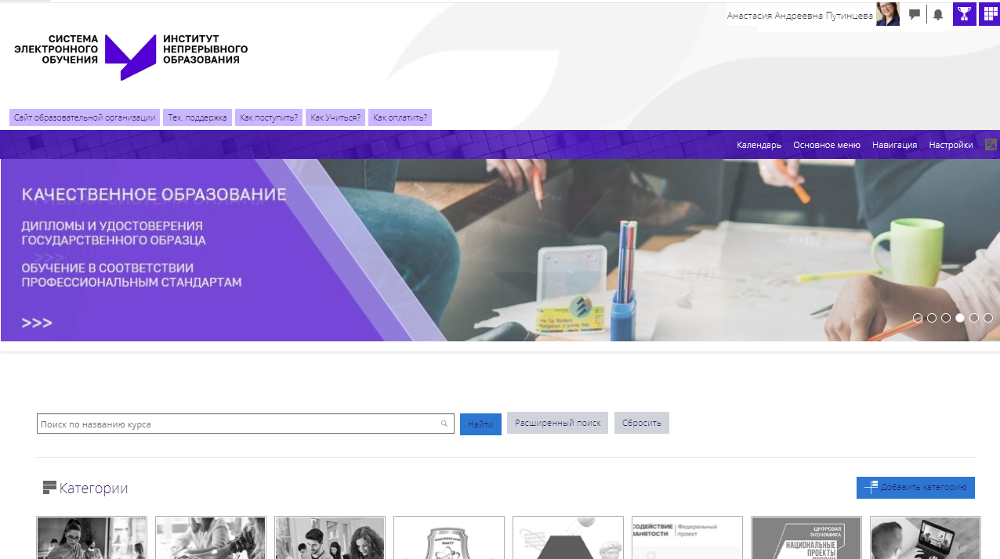 Анастасия Андреевна Путинцева
СИСТЕМА
ЭЛЕКТРОННОГО
ОБУЧЕНИЯ
ИНСТИТУТ
НЕПРЕРЫВНОГО
ОБРАЗОВАНИЯ
Сайт образовательной организации
Тех. поддержка
Как поступить?
Как Учиться?
Как оплатить?
Календарь
Основное меню
Навигация
Настройки
КАЧЕСТВЕННОЕ ОБРАЗОВАНИЕ
ДИПЛОМЫ И УДОСТОВЕРЕНИЯ
ГОСУДАРСТВЕННОГО ОБРАЗЦА
ОБУЧЕНИЕ В СООТВЕТСТВИИ
ПРОФЕССИОНАЛЬНЫМ СТАНДАРТАМ
>>>
Поиск по названию курса
Найти
Расширенный поиск
Сбросить
Категории
Добавить категорию
СОДЕЙСТВИЕ
ЗАНЯТОСТИ
Федеральный
проект
ЦИФРОВАЯ
ЭКОНОМИКА
НАЦИОНАЛЬНЫЕ
ПРОЕКТЫ
РОССИИ